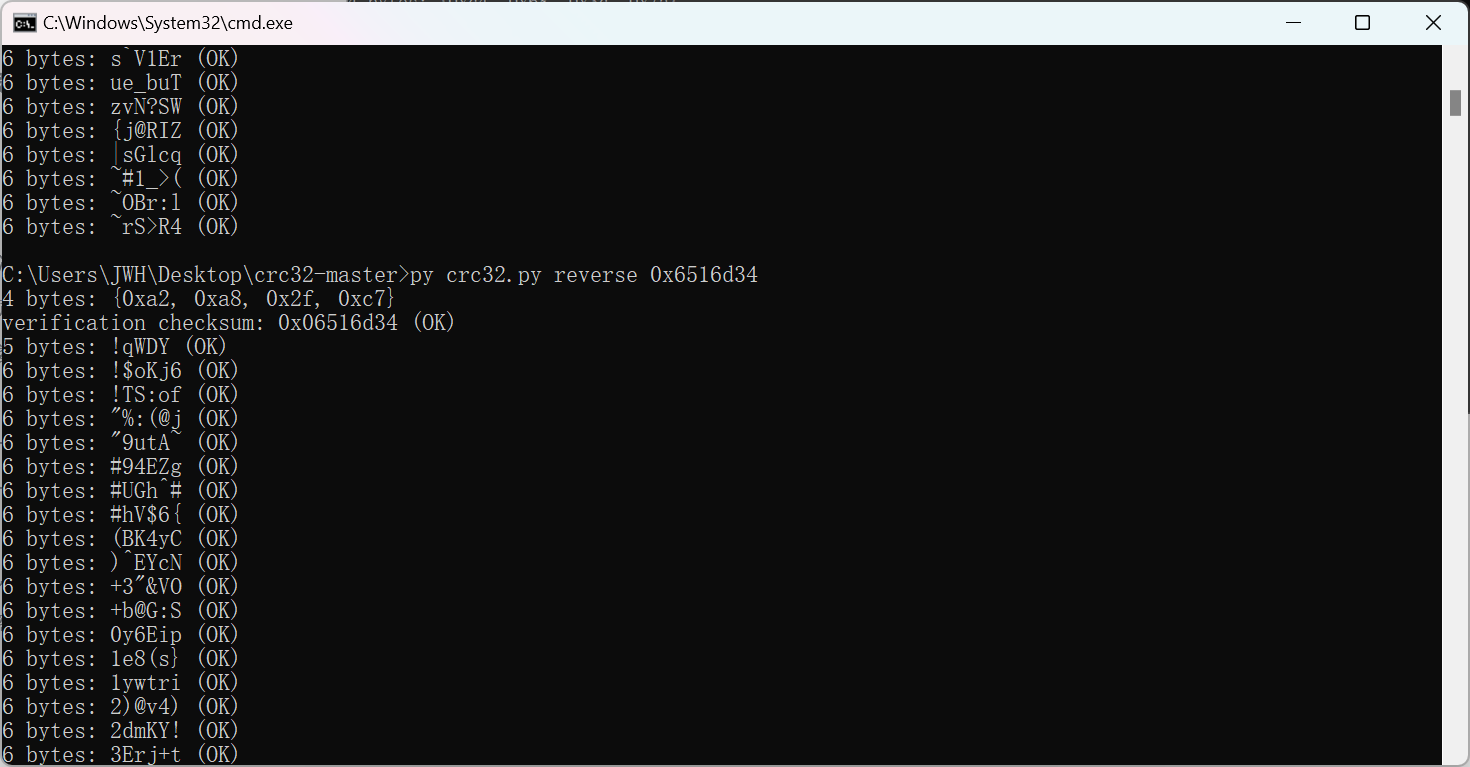 C:\Windows\System32\cmd.exe
6 bytes: s`V1Er (OK)
6 bytes: ue_buT (OK)
6 bytes: zvN?SW (OK)
6 bytes: {j@RIZ (OK)
6 bytes: |sGlcq (OK)
6 bytes: ~#1_>( (OK)
6 bytes: ~OBr:l (OK)
6 bytes: ~rS>R4 (OK)
C:\Users\JWH\Desktop\crc32-master>py crc32.py reverse 0x6516d34
4 bytes: {0xa2, 0xa8, 0x2f, 0xc7}
verification checksum: 0x06516d34 (OK)
5 bytes: !qWDY (OK)
6 bytes: !$oKj6 (OK)
6 bytes: !TS:of (OK)
6 bytes: "%:(@j (OK)
6 bytes: "9utA~ (OK)
6 bytes: #94EZg (OK)
6 bytes: #UGh^# (OK)
6 bytes: #hV$6{ (OK)
6 bytes: (BK4yC (OK)
6 bytes: )^EYcN (OK)
6 bytes: +3"&VO (OK)
6 bytes: +b@G:S (OK)
6 bytes: 0y6Eip (OK)
6 bytes: 1e8(s} (OK)
6 bytes: 1ywtri (OK)
6 bytes: 2)@v4) (OK)
6 bytes: 2dmKY! (OK)
6 bytes: 3Erj+t (OK)